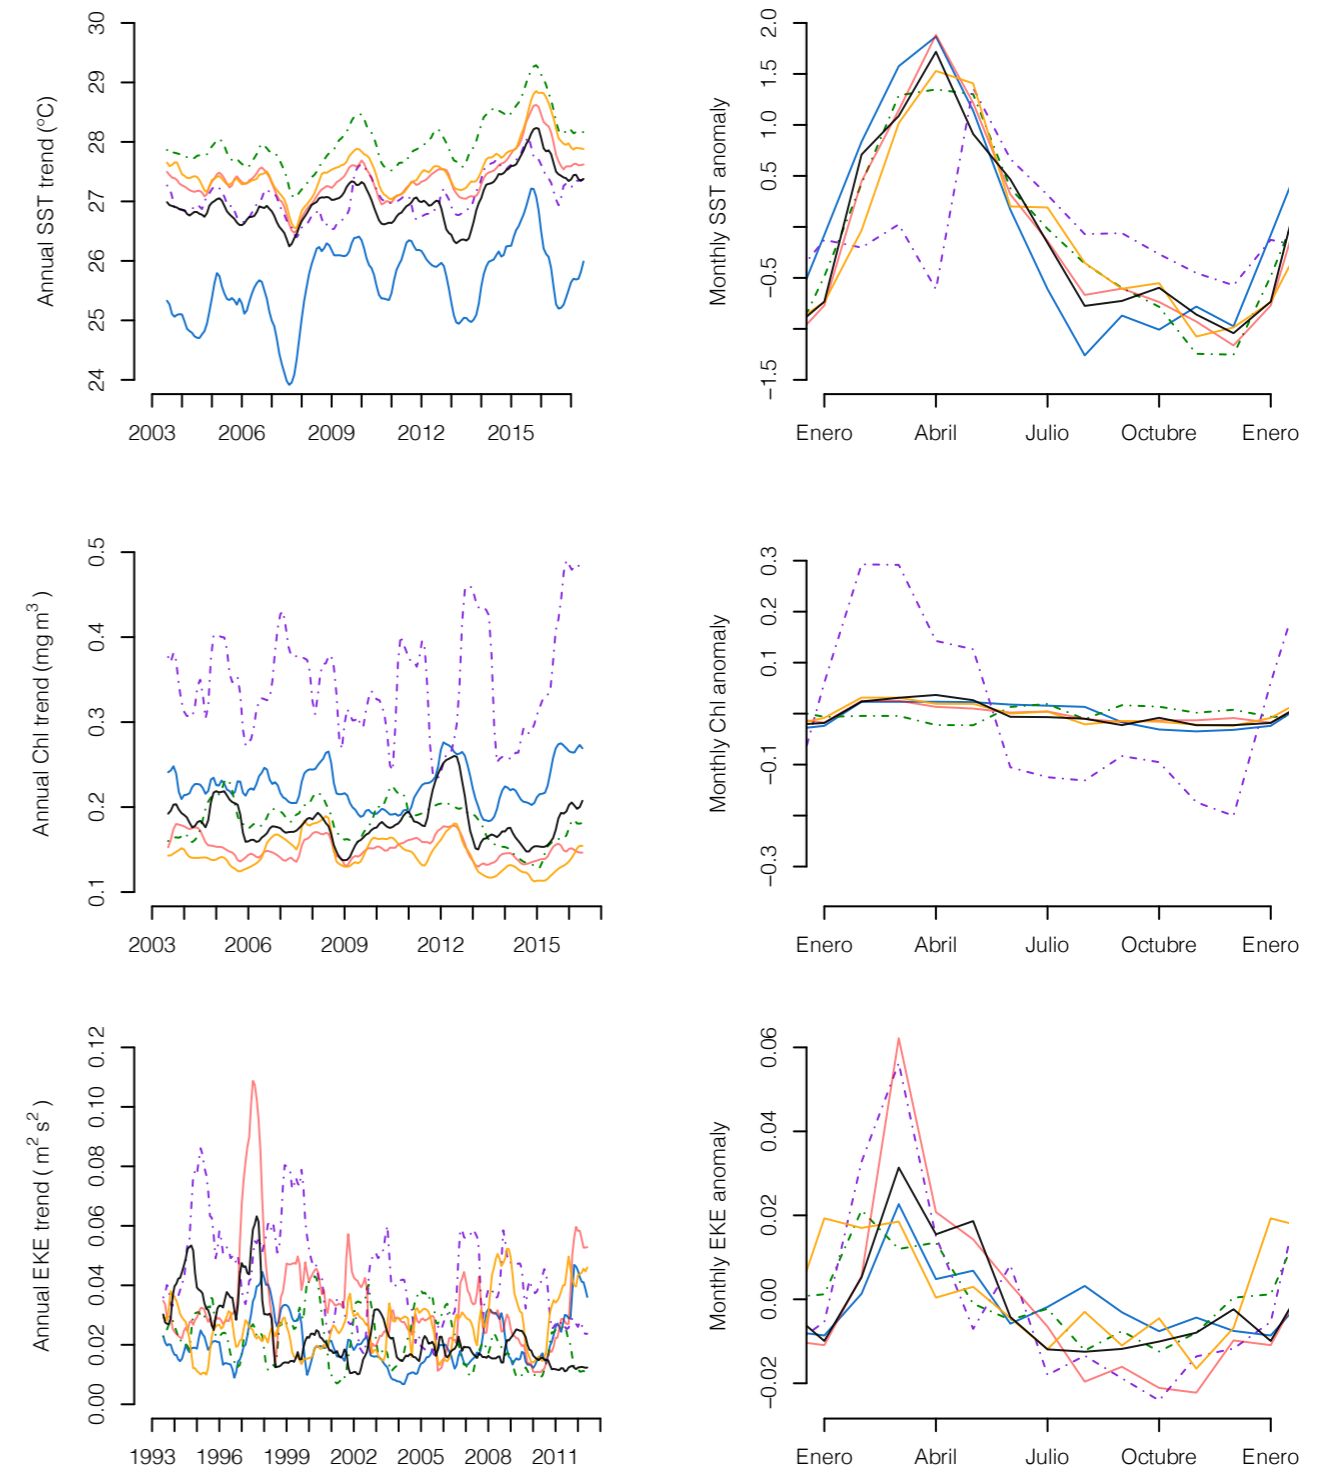 Annual SST trend (°C)
24 25 26 27 28 29 30
2003 2006 2009 2012 2015
Monthly SST anomaly
−1.5 −0.5 0.5 1.0 1.5 2.0
Enero Abril Julio Octubre Enero
Annual Chl trend (mg m3 )
0.1 0.2 0.3 0.4 0.5
2003 2006 2009 2012 2015
Monthly Chl anomaly
−0.3 −0.1 0.1 0.2 0.3
Enero Abril Julio Octubre Enero
Annual EKE trend ( m2 s2 )
0.00 0.02 0.04 0.06 0.08 0.10 0.12
1993 1996 1999 2002 2005 2008 2011
Monthly EKE anomaly
−0.02 0.00 0.02 0.04 0.06
Enero Abril Julio Octubre Enero